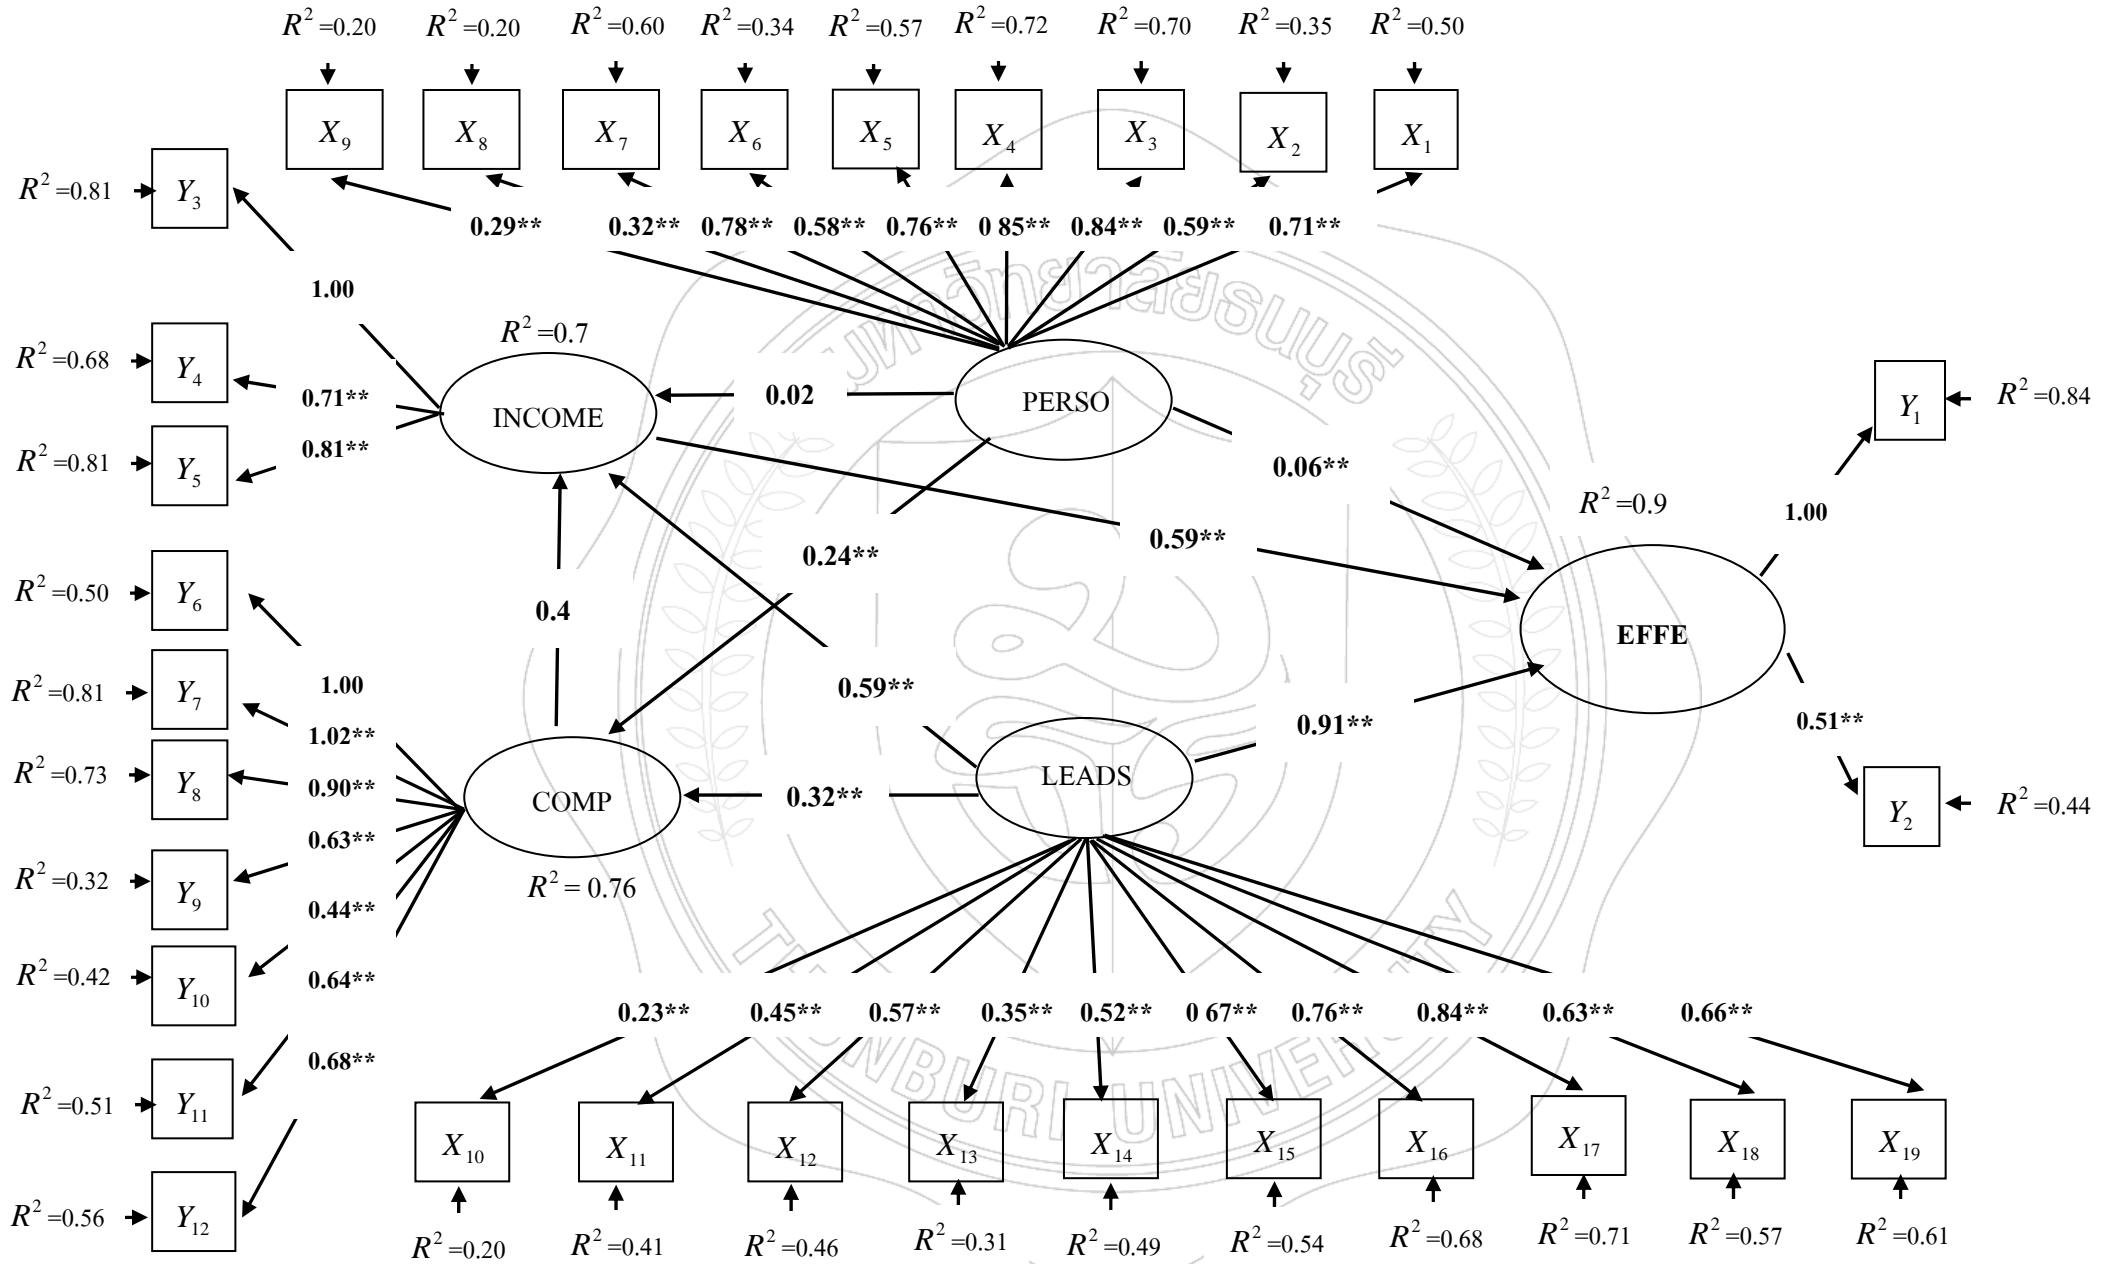 R² =0.20 R² =0.20 R² =0.60 R² =0.34 R² =0.57 R² =0.72 R² =0.70 R² =0.35 R² =0.50
X₉ X₈ X₇ X₆ X₅ X₄ X₃ X₂ X₁
R² =0.81 Y₃
0.29** 0.32** 0.78** 0.58** 0.76** 0 85** 0.84** 0.59** 0.71**
1.00
R² =0.7
R² =0.68 Y₄
0.71**
INCOME
0.02
PERSO
Y₁ R² =0.84
R² =0.81 Y₅
0.81**
0.06**
R² =0.9
1.00
0.59**
0.24**
R² =0.50 Y₆
0.4
EFFE
R² =0.81 Y₇
1.00
0.59**
0.91**
0.51**
1.02**
R² =0.73 Y₈
0.90**
COMP
0.32**
LEADS
Y₂ R² =0.44
0.63**
R² =0.32 Y₉
R² = 0.76
0.44**
R² =0.42 Y₁₀
0.64**
0.23** 0.45** 0.57** 0.35** 0.52** 0 67** 0.76** 0.84** 0.63** 0.66**
0.68**
R² =0.51 Y₁₁
X₁₀ X₁₁ X₁₂ X₁₃ X₁₄ X₁₅ X₁₆ X₁₇ X₁₈ X₁₉
R² =0.56 Y₁₂
R² =0.20 R² =0.41 R² =0.46 R² =0.31 R² =0.49 R² =0.54 R² =0.68 R² =0.71 R² =0.57 R² =0.61
UNIVERSITY